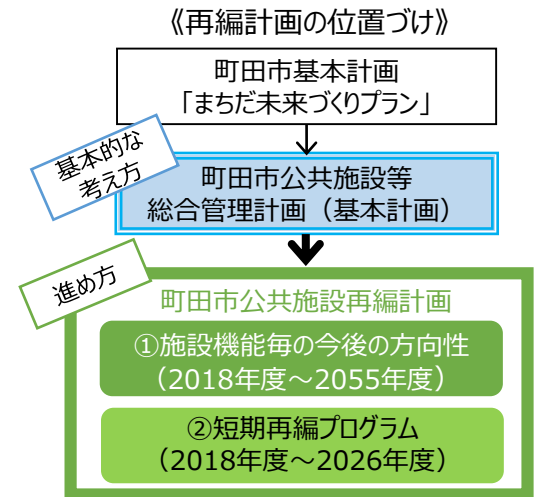 《再編計画の位置づけ》
町田市基本計画
「まちだ未来づくりプラン」
基本的な
考え方
町田市公共施設等
総合管理計画（基本計画）
進め方
町田市公共施設再編計画
①施設機能毎の今後の方向性
（2018年度～2055年度）
②短期再編プログラム
（2018年度～2026年度）